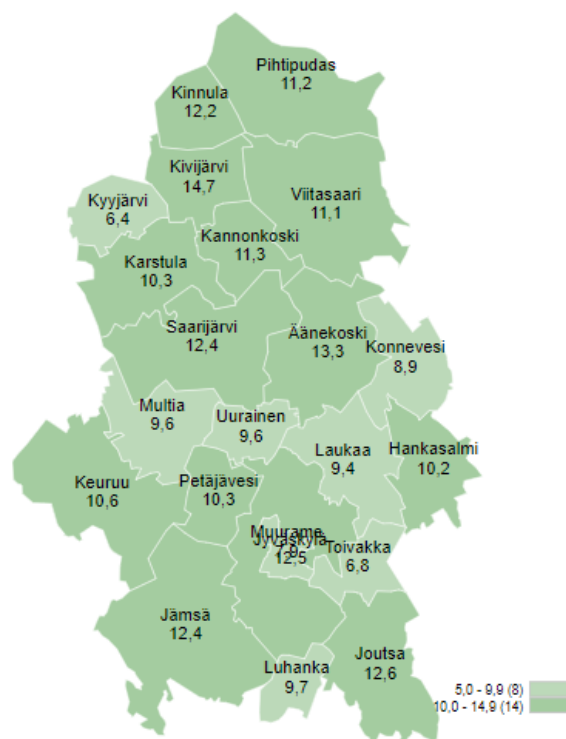 Pihtipudas
11,2
Kinnula
12,2
Kivijärvi
14,7
Viitasaari
11,1
Kyyjärvi
6,4
Kannonkoski
11,3
Karstula
10,3
Saarijärvi
12,4
Äänekoski
13,3
Konnevesi
8,9
Multia
9,6
Uurainen
9,6
Laukaa
9,4
Hankasalmi
10,2
Keuruu
10,6
Petäjävesi
10,3
Muurame
7,9
Jyväskylä
12,5
Toivakka
6,8
Jämsä
12,4
Luhanka
9,7
Joutsa
12,6
5,0 - 9,9 (8)
10,0 - 14,9 (14)